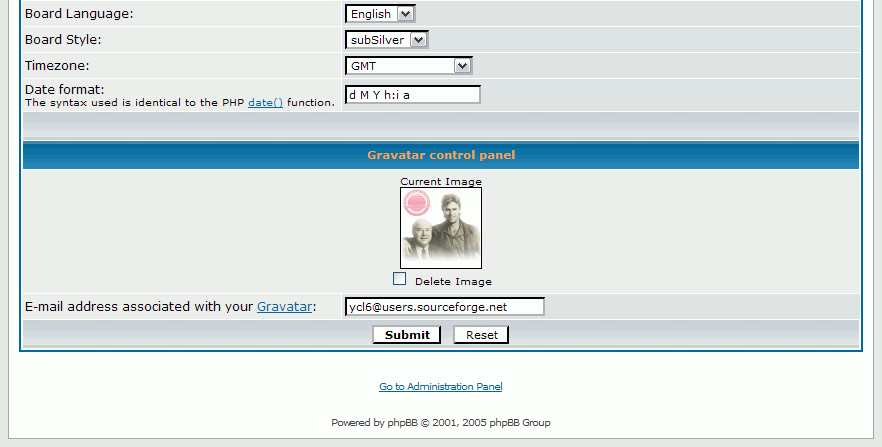 Board Language: English
Board Style: subSilver
Timezone: GMT
Date format: d M Y h:i a
The syntax used is identical to the PHP date() function.
Gravatar control panel
Current Image
Delete Image
E-mail address associated with your Gravatar: ycl6@users.sourceforge.net
Submit Reset
Go to Administration Panel
Powered by phpBB © 2001, 2005 phpBB Group